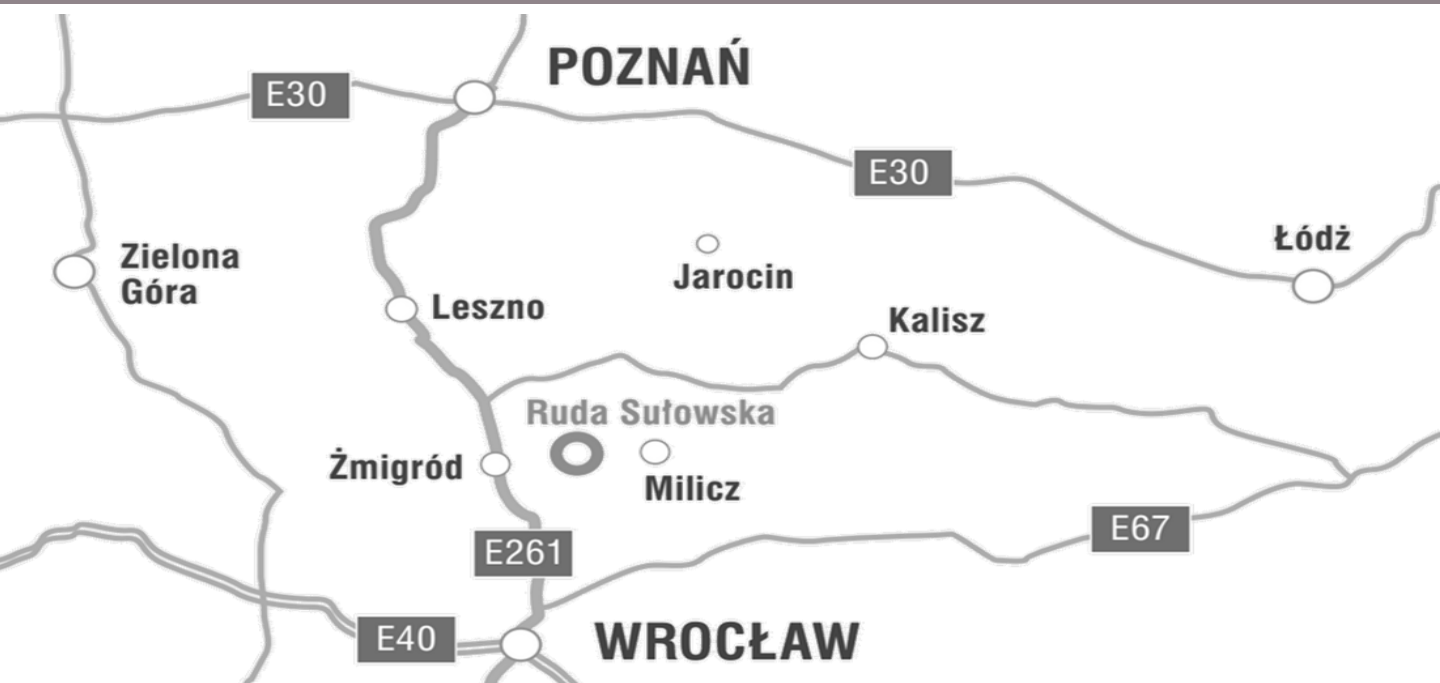 POZNAŃ
E30
E30
Łódż
Zielona
Góra
Jarocin
Leszno
Kalisz
Ruda Sułowska
Żmigród
Milicz
E67
E261
E40
WROCŁAW